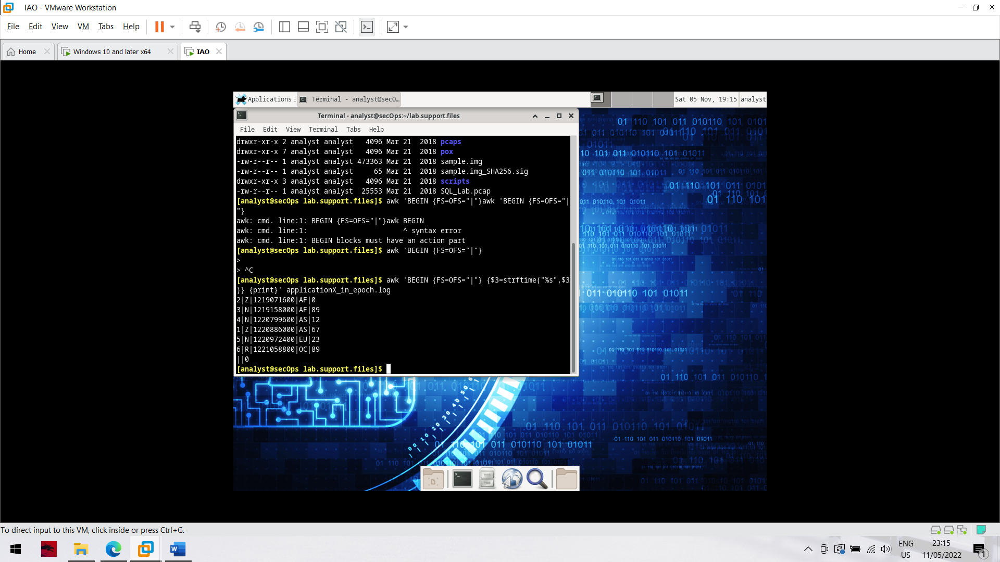 IAO - VMware Workstation
File Edit View VM Tabs Help
Home
Windows 10 and later x64
IAO
Applications
Terminal - analyst@secO...
Sat 05 Nov, 19:15
analyst
Terminal - analyst@secOps:~/lab.support.files
File Edit View Terminal Tabs Help
drwxr-xr-x 2 analyst analyst   4096 Mar 21  2018 pcaps
drwxr-xr-x 7 analyst analyst   4096 Mar 21  2018 pox
-rw-r--r-- 1 analyst analyst 473363 Mar 21  2018 sample.img
-rw-r--r-- 1 analyst analyst     65 Mar 21  2018 sample.img_SHA256.sig
drwxr-xr-x 3 analyst analyst   4096 Mar 21  2018 scripts
-rw-r--r-- 1 analyst analyst  25553 Mar 21  2018 SQL_Lab.pcap
[analyst@secOps lab.support.files]$ awk 'BEGIN {FS=OFS="|"}awk 'BEGIN {FS=OFS="|
"}
awk: cmd. line:1: BEGIN {FS=OFS="|"}awk BEGIN
awk: cmd. line:1:                       ^ syntax error
awk: cmd. line:1: BEGIN blocks must have an action part
[analyst@secOps lab.support.files]$ awk 'BEGIN {FS=OFS="|"}
>
> ^C
[analyst@secOps lab.support.files]$ awk 'BEGIN {FS=OFS="|"} {$3=strftime("%s",$3
)} {print}' applicationX_in_epoch.log
2|Z|1219071600|AF|0
3|N|1219158000|AF|89
4|N|1220799600|AS|12
1|Z|1220886000|AS|67
5|N|1220972400|EU|23
6|R|1221058800|OC|89
||0
[analyst@secOps lab.support.files]$
To direct input to this VM, click inside or press Ctrl+G.
ENG
US
23:15
11/05/2022
1